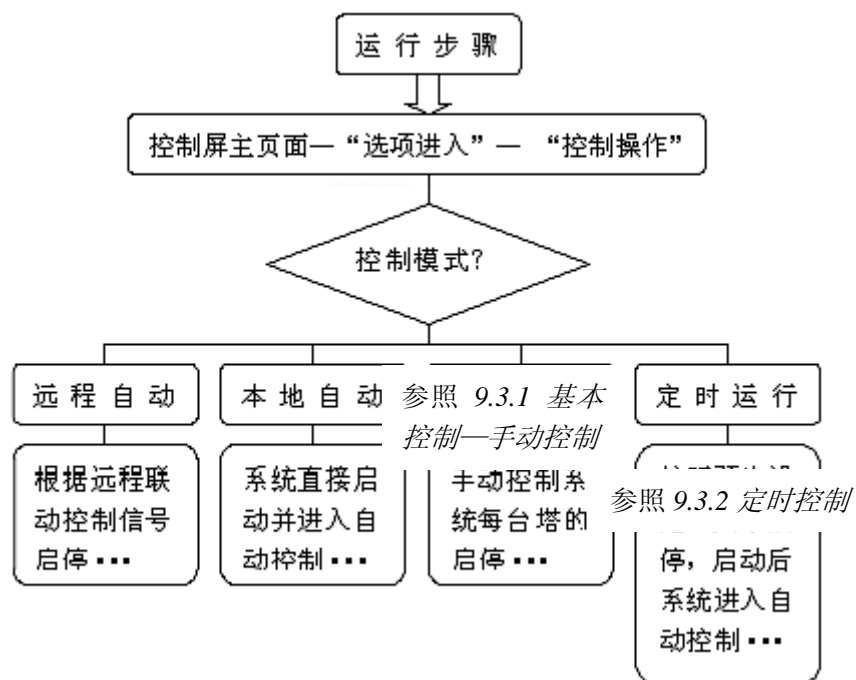 运行步骤
控制屏主页面—“选项进入”— “控制操作”
控制模式?
远程自动
本地自动
参照 9.3.1 基本
控制—手动控制
定时运行
根据远程联
动控制信号
启停···
系统直接启
动并进入自
动控制···
手动控制系
统每台塔的
启停···
参照 9.3.2 定时控制
停，启动后
系统进入自
动控制···